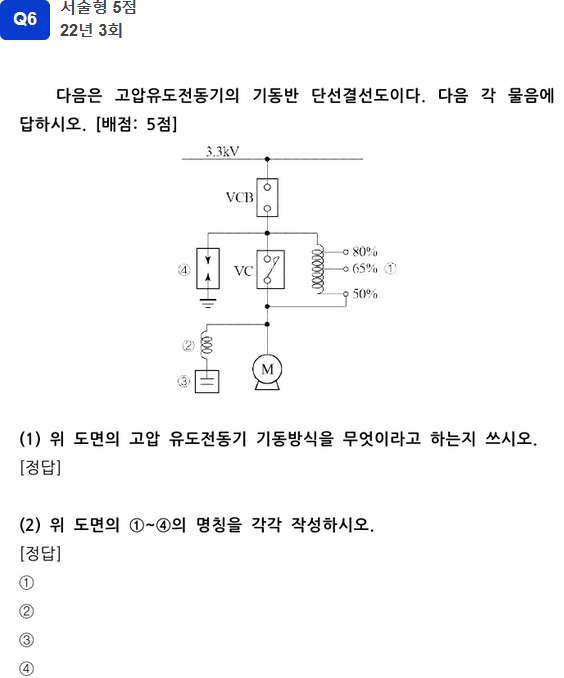 Q6
서술형 5점
22년 3회
다음은 고압유도전동기의 기동반 단선결선도이다. 다음 각 물음에
답하시오. [배점: 5점]
3.3kV
VCB
④
VC
80%
65% ①
50%
②
③
M
(1) 위 도면의 고압 유도전동기 기동방식을 무엇이라고 하는지 쓰시오.
[정답]
(2) 위 도면의 ①~④의 명칭을 각각 작성하시오.
[정답]
①
②
③
④